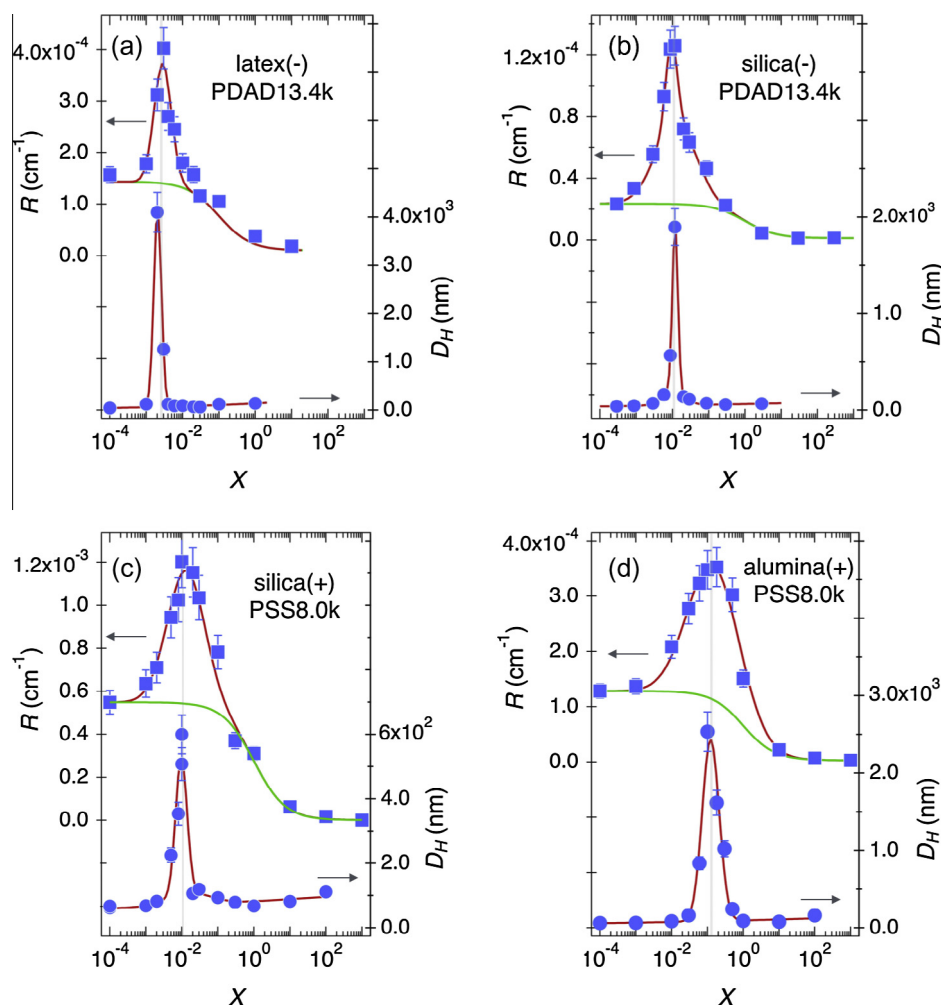 (a)
latex(-)
PDAD13.4k
4.0x10⁻⁴
3.0
2.0
1.0
0.0
R (cm⁻¹)
4.0x10³
3.0
2.0
1.0
0.0
D_H (nm)
10⁻⁴ 10⁻² 10⁰ 10²
X
(b)
silica(-)
PDAD13.4k
1.2x10⁻⁴
0.8
0.4
0.0
R (cm⁻¹)
2.0x10³
1.0
0.0
D_H (nm)
10⁻⁴ 10⁻² 10⁰ 10²
X
(c)
silica(+)
PSS8.0k
1.2x10⁻³
1.0
0.8
0.6
0.4
0.2
0.0
R (cm⁻¹)
6x10²
4
2
0.0
D_H (nm)
10⁻⁴ 10⁻² 10⁰ 10²
X
(d)
alumina(+)
PSS8.0k
4.0x10⁻⁴
3.0
2.0
1.0
0.0
R (cm⁻¹)
3.0x10³
2.0
1.0
0.0
D_H (nm)
10⁻⁴ 10⁻² 10⁰ 10²
X